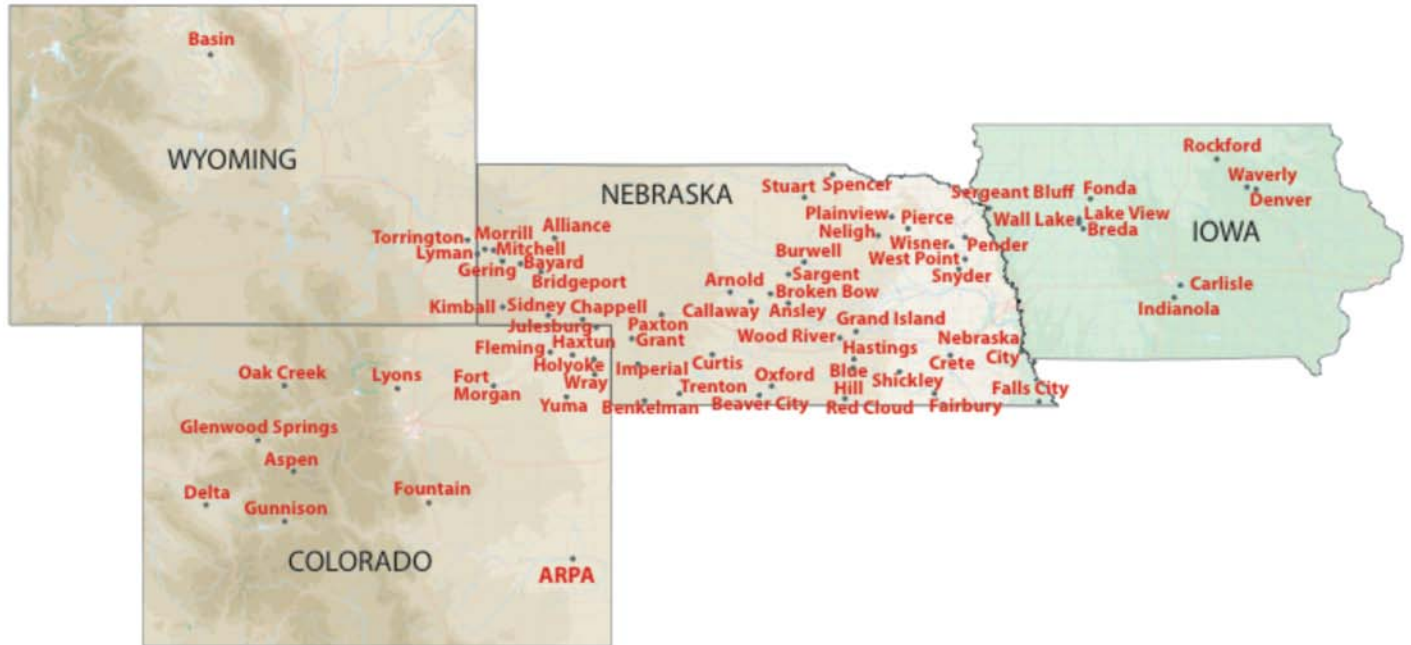 Basin
WYOMING
Torrington
NEBRASKA
Stuart
Spencer
Plainview
Pierce
Neligh
Wisner
Pender
West Point
Snyder
Alliance
Morrill
Lyman
Mitchell
Gering
Bayard
Bridgeport
Burwell
Sargent
Arnold
Broken Bow
Callaway
Ansley
Kimball
Sidney
Chappell
Julesburg
Paxton
Grant
Wood River
Grand Island
Hastings
Nebraska
City
Haxtun
Fleming
Holyoke
Wray
Imperial
Curtis
Blue
Hill
Crete
Shickley
Trenton
Oxford
Falls City
Benkelman
Beaver City
Red Cloud
Fairbury
Yuma
Fort
Morgan
Oak Creek
Lyons
Glenwood Springs
Aspen
Delta
Gunnison
Fountain
COLORADO
ARPA
Rockford
Waverly
Denver
Sergeant Bluff
Fonda
Wall Lake
Lake View
Breda
IOWA
Carlisle
Indianola